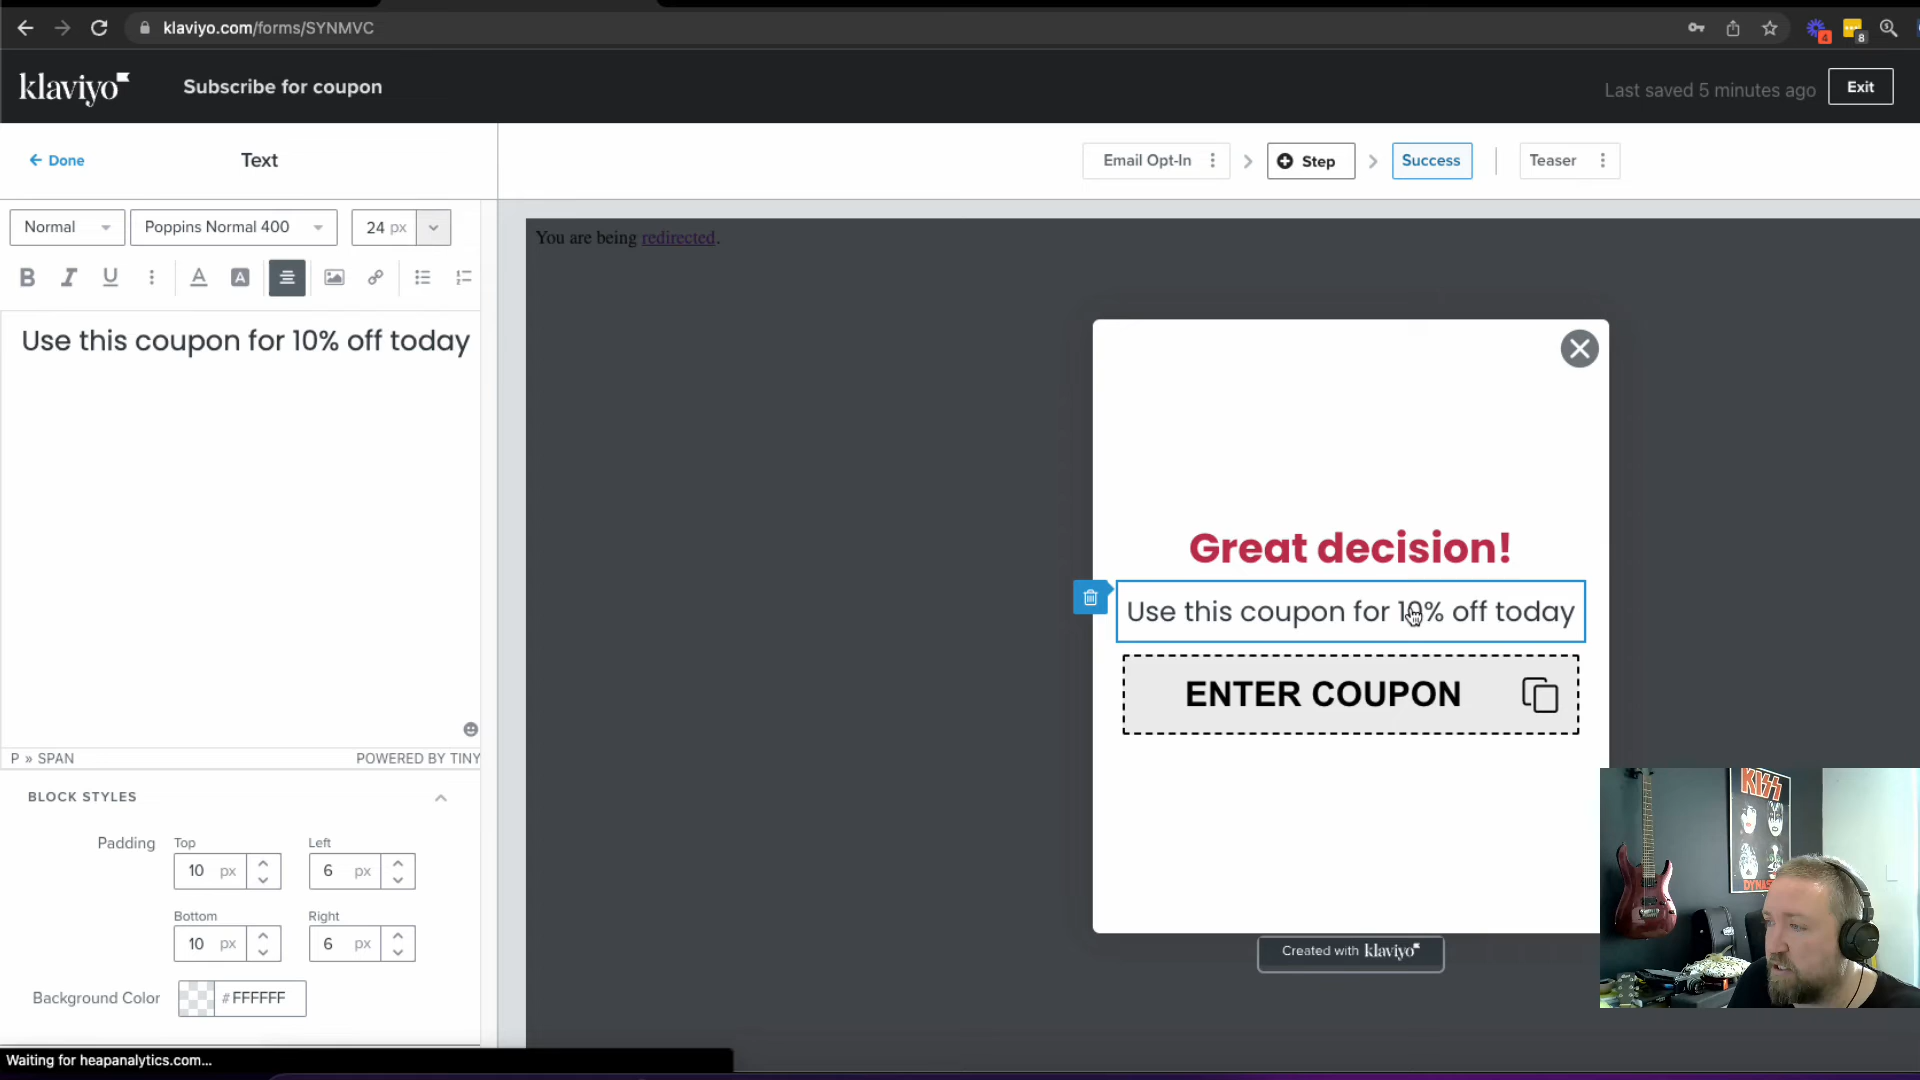 klaviyo.com/forms/SYNMVC
4
8
klaviyo
Subscribe for coupon
Last saved 5 minutes ago
Exit
Done
Text
Email Opt-In
Step
Success
Teaser
Normal
Poppins Normal 400
24 px
B I U A A
You are being redirected.
Use this coupon for 10% off today
Great decision!
Use this coupon for 10% off today
ENTER COUPON
P » SPAN
POWERED BY TINY
BLOCK STYLES
Padding
Top
Left
10 px
6 px
Bottom
Right
10 px
6 px
Background Color
#FFFFFF
Created with klaviyo
KISS
DYNAS
Waiting for heapanalytics.com...